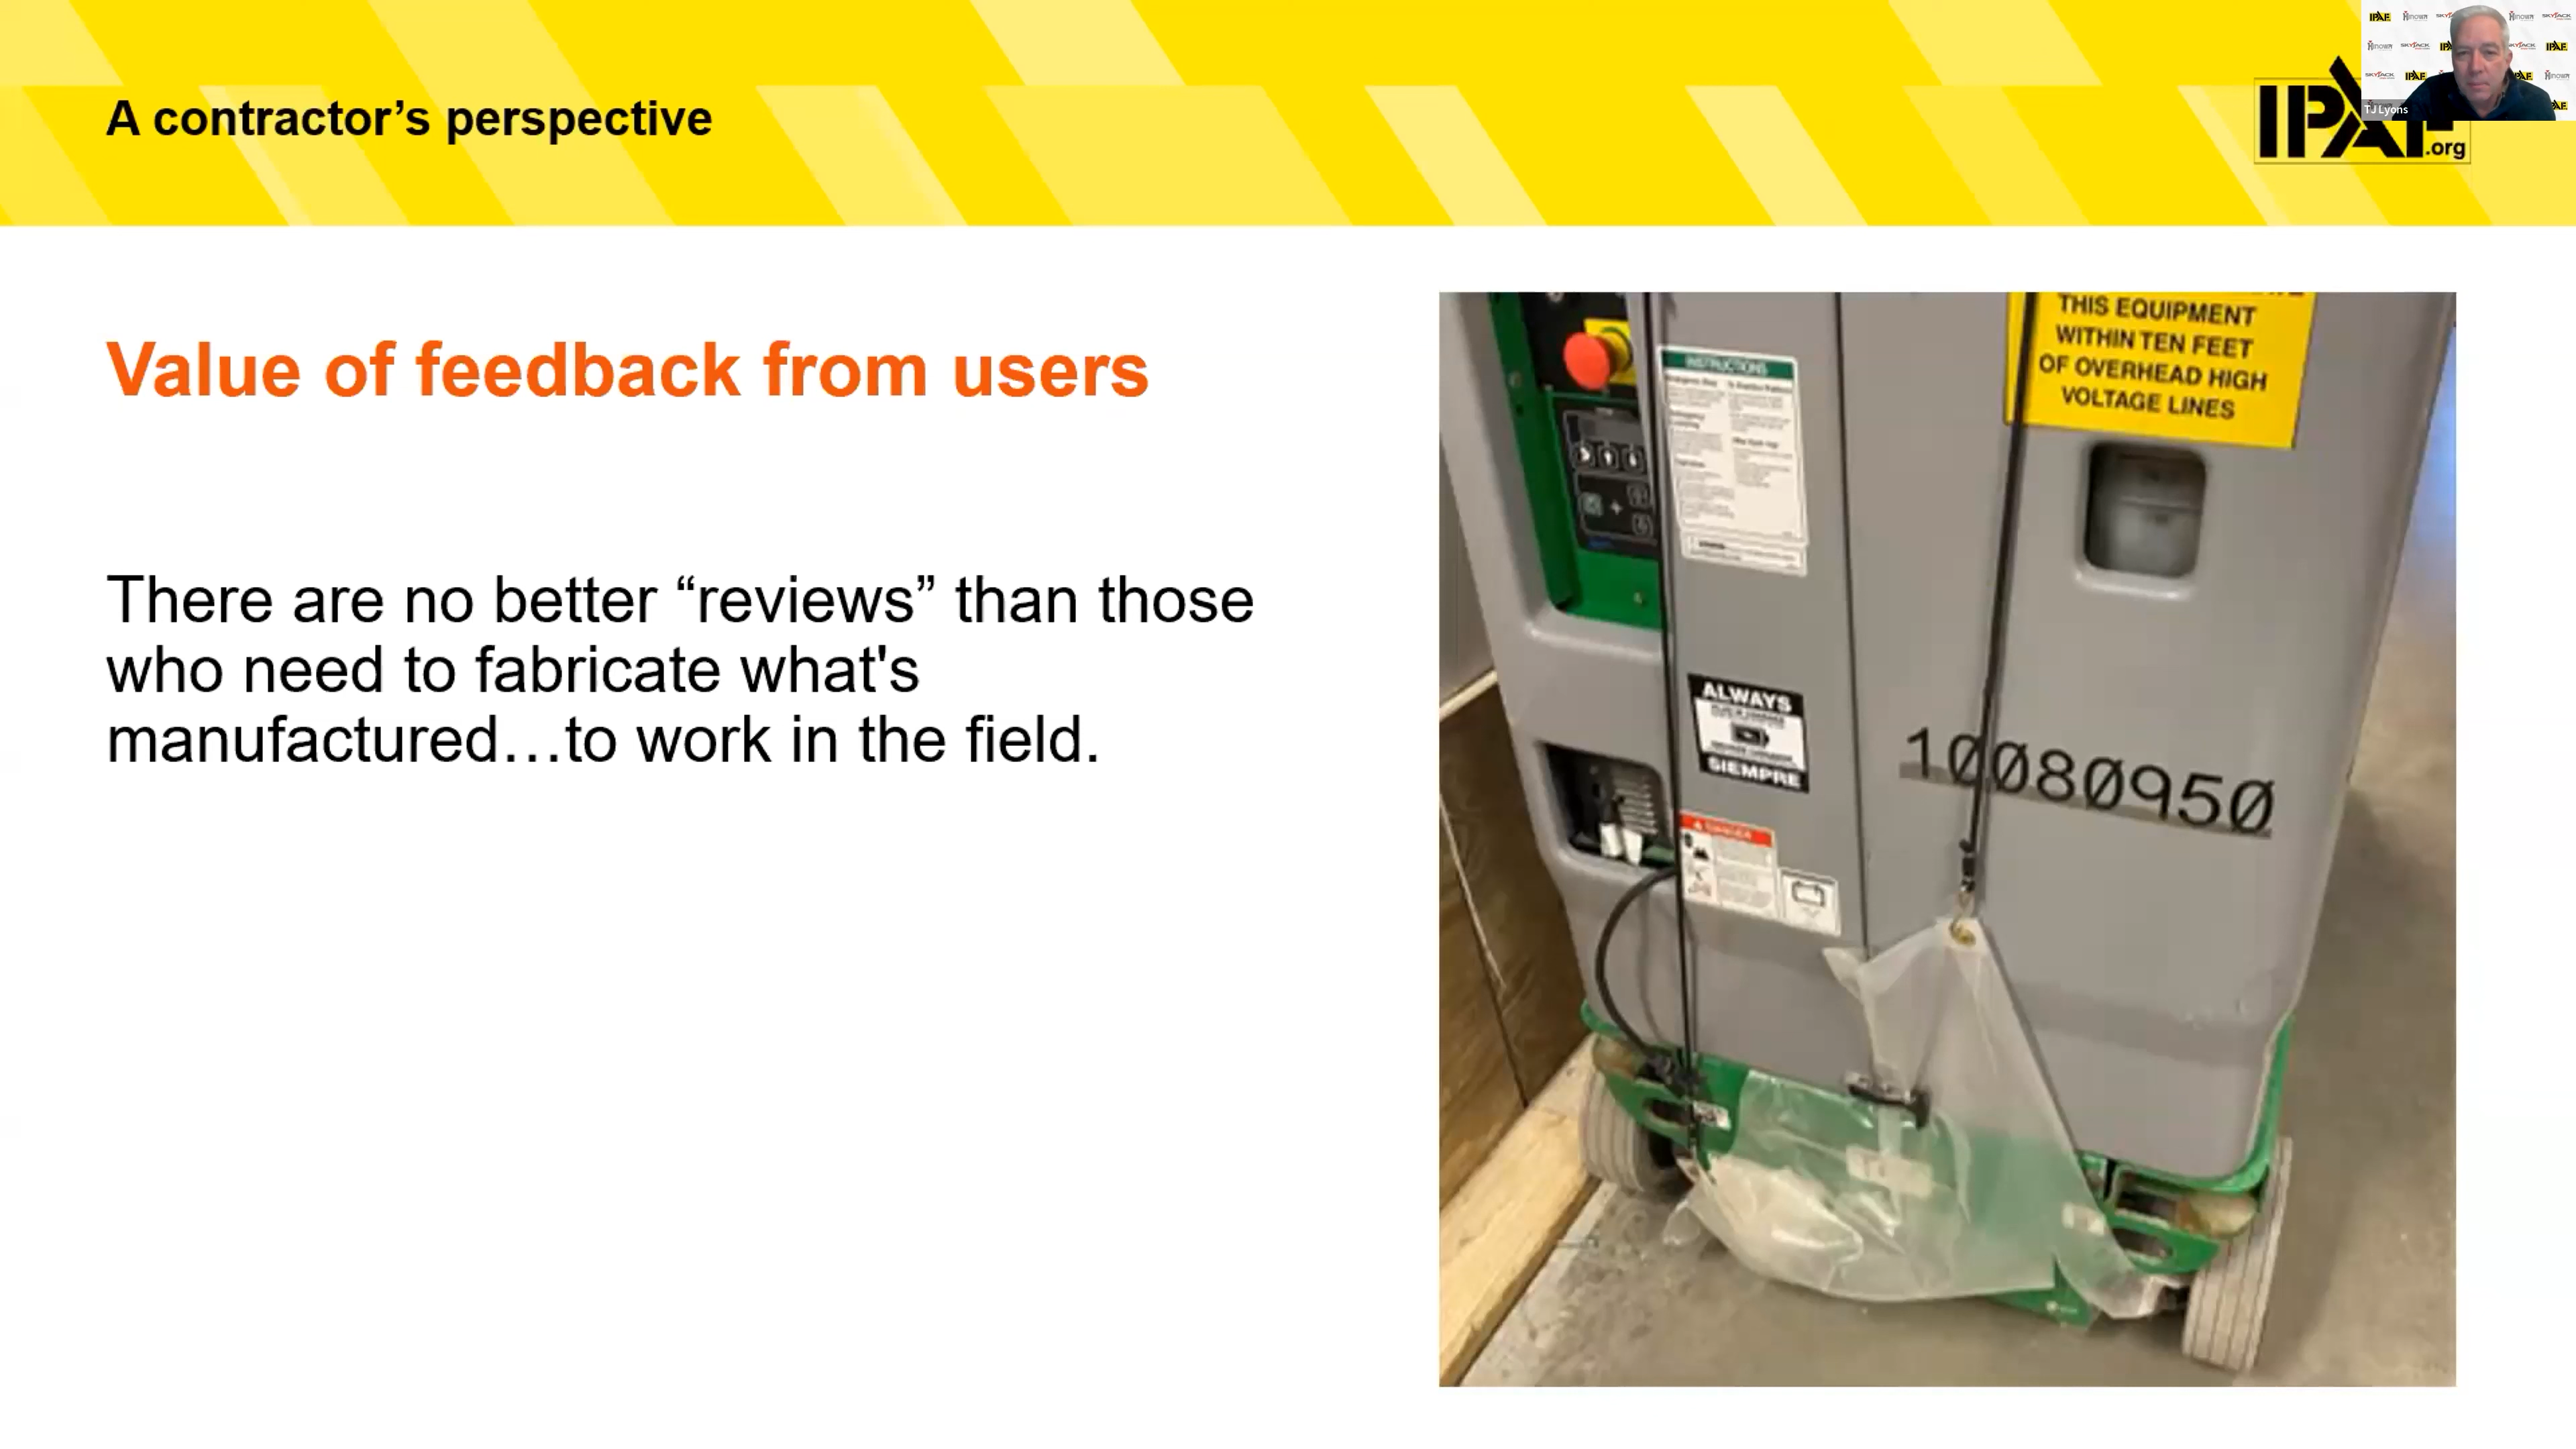 A contractor’s perspective
IPAF
.org
TJ Lyons
Value of feedback from users
There are no better “reviews” than those
who need to fabricate what's
manufactured…to work in the field.
THIS EQUIPMENT
WITHIN TEN FEET
OF OVERHEAD HIGH
VOLTAGE LINES
INSTRUCTIONS
ALWAYS
SIEMPRE
DANGER
10080950